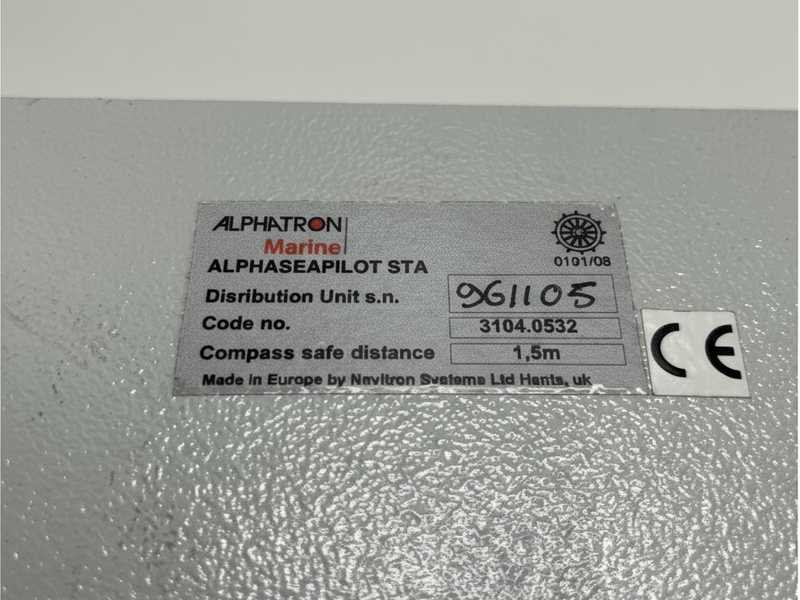 ALPHATRON
Marine
ALPHASEAPILOT STA
0191/08
Disribution Unit s.n. 961105
Code no. 3104.0532
Compass safe distance 1,5m
Made in Europe by Navitron Systems Ltd Hants, uk
CE